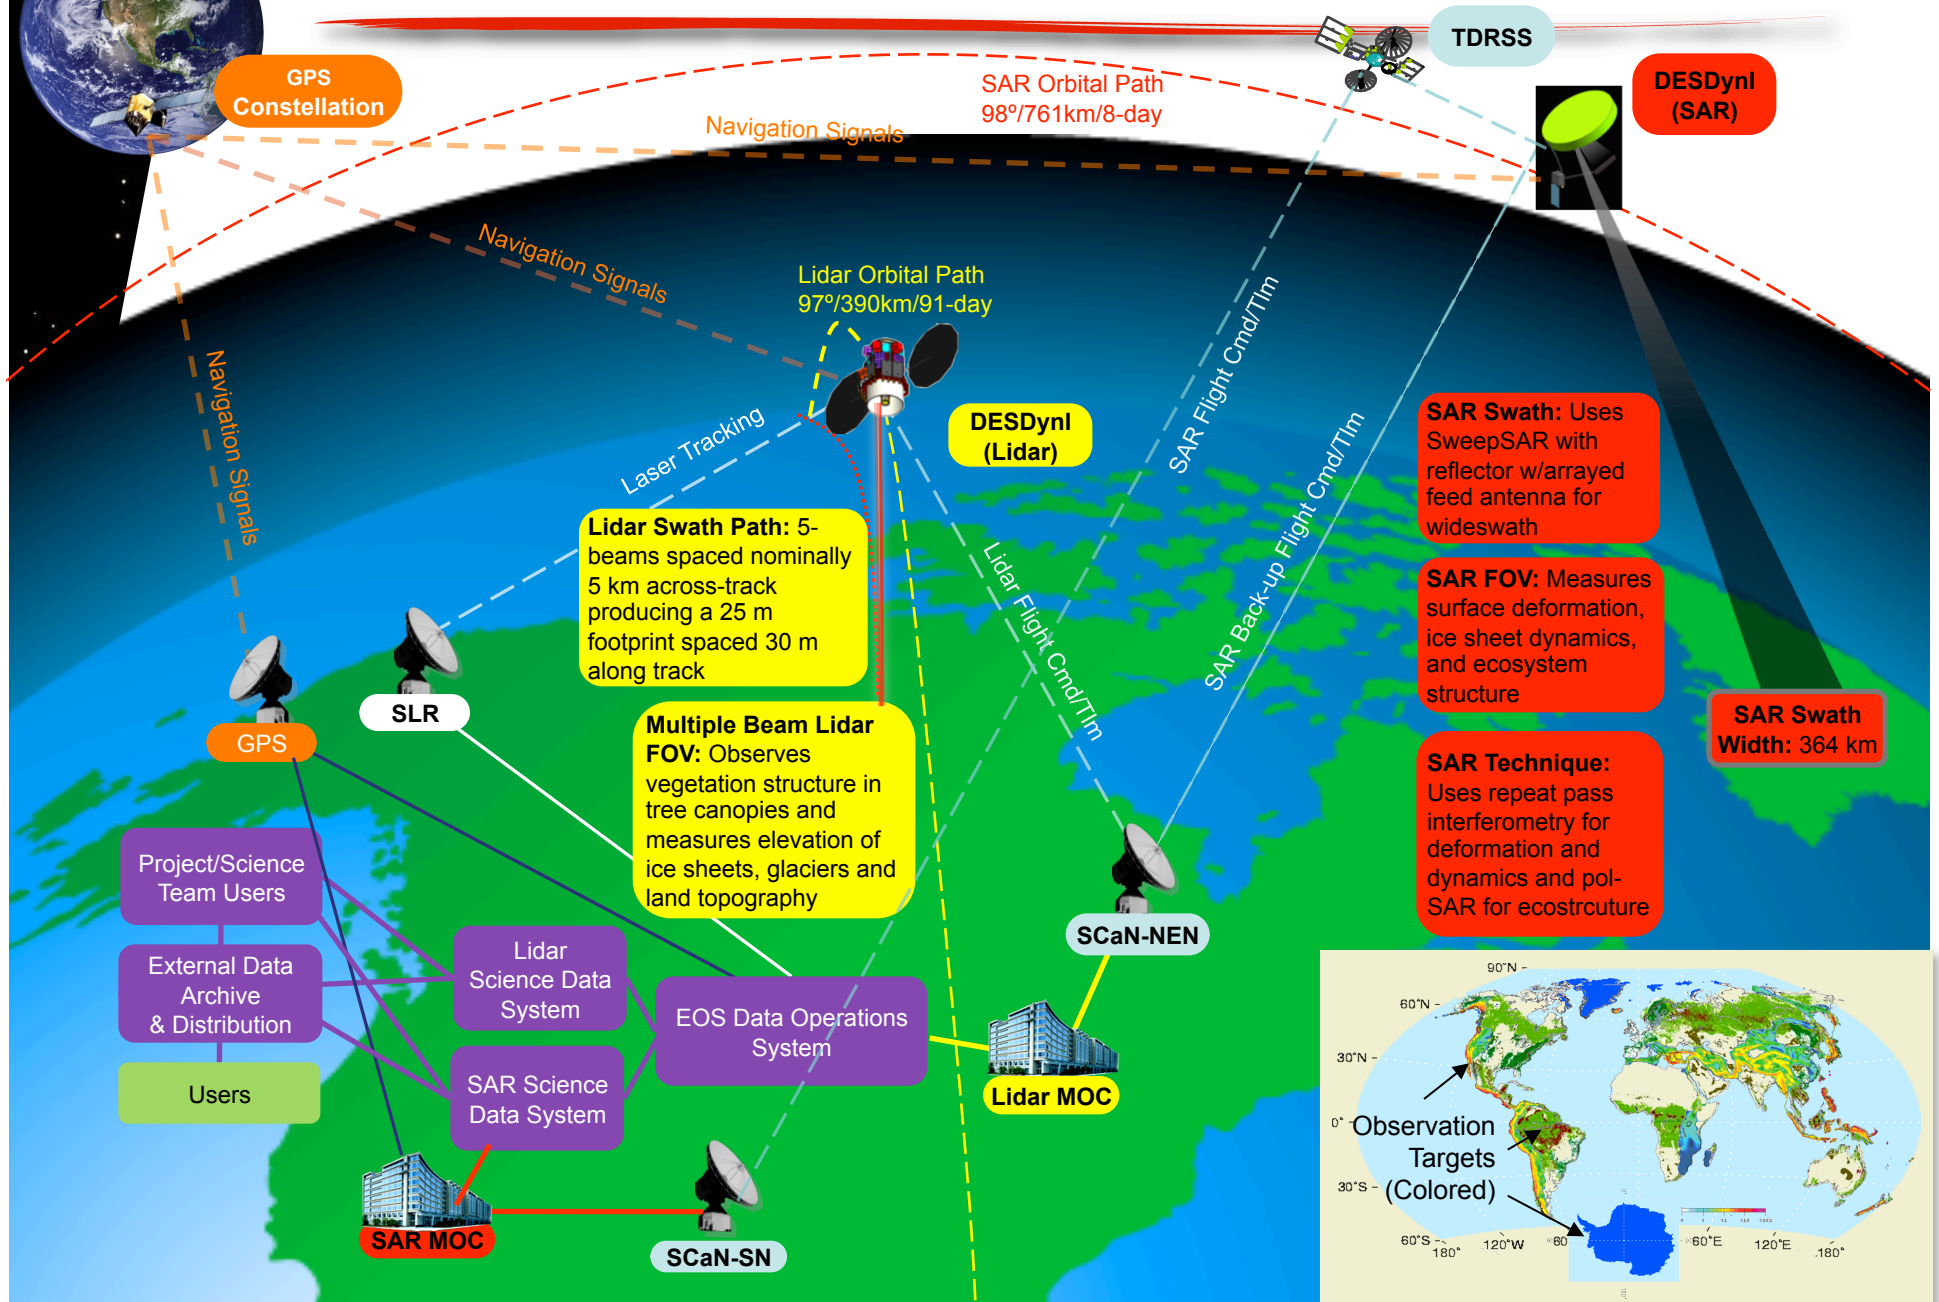 TDRSS
GPS
Constellation
SAR Orbital Path
98º/761km/8-day
DESDynI
(SAR)
Navigation Signals
Navigation Signals
Navigation Signals
Lidar Orbital Path
97º/390km/91-day
Laser Tracking
DESDynI
(Lidar)
SAR Flight Cmd/Tlm
SAR Back-up Flight Cmd/Tlm
Lidar Flight Cmd/Tlm
SAR Swath: Uses
SweepSAR with
reflector w/arrayed
feed antenna for
wideswath
Lidar Swath Path: 5-
beams spaced nominally
5 km across-track
producing a 25 m
footprint spaced 30 m
along track
SAR FOV: Measures
surface deformation,
ice sheet dynamics,
and ecosystem
structure
SLR
GPS
Multiple Beam Lidar
FOV: Observes
vegetation structure in
tree canopies and
measures elevation of
ice sheets, glaciers and
land topography
SAR Swath
Width: 364 km
SAR Technique:
Uses repeat pass
interferometry for
deformation and
dynamics and pol-
SAR for ecostrcuture
Project/Science
Team Users
External Data
Archive
& Distribution
Users
Lidar
Science Data
System
SAR Science
Data System
EOS Data Operations
System
SCaN-NEN
Lidar MOC
SAR MOC
SCaN-SN
90°N
60°N
30°N
0°
30°S
60°S
180°
120°W
60
60°E
120°E
180°
Observation
Targets
(Colored)